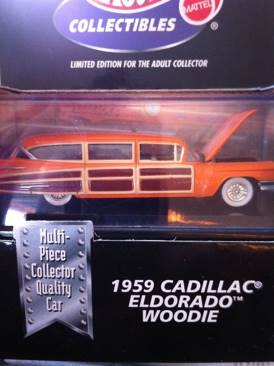 MATTEL
COLLECTIBLES®
LIMITED EDITION FOR THE ADULT COLLECTOR
Multi-
Piece
Collector
Quality
Car
1959 CADILLAC®
ELDORADO™
WOODIE